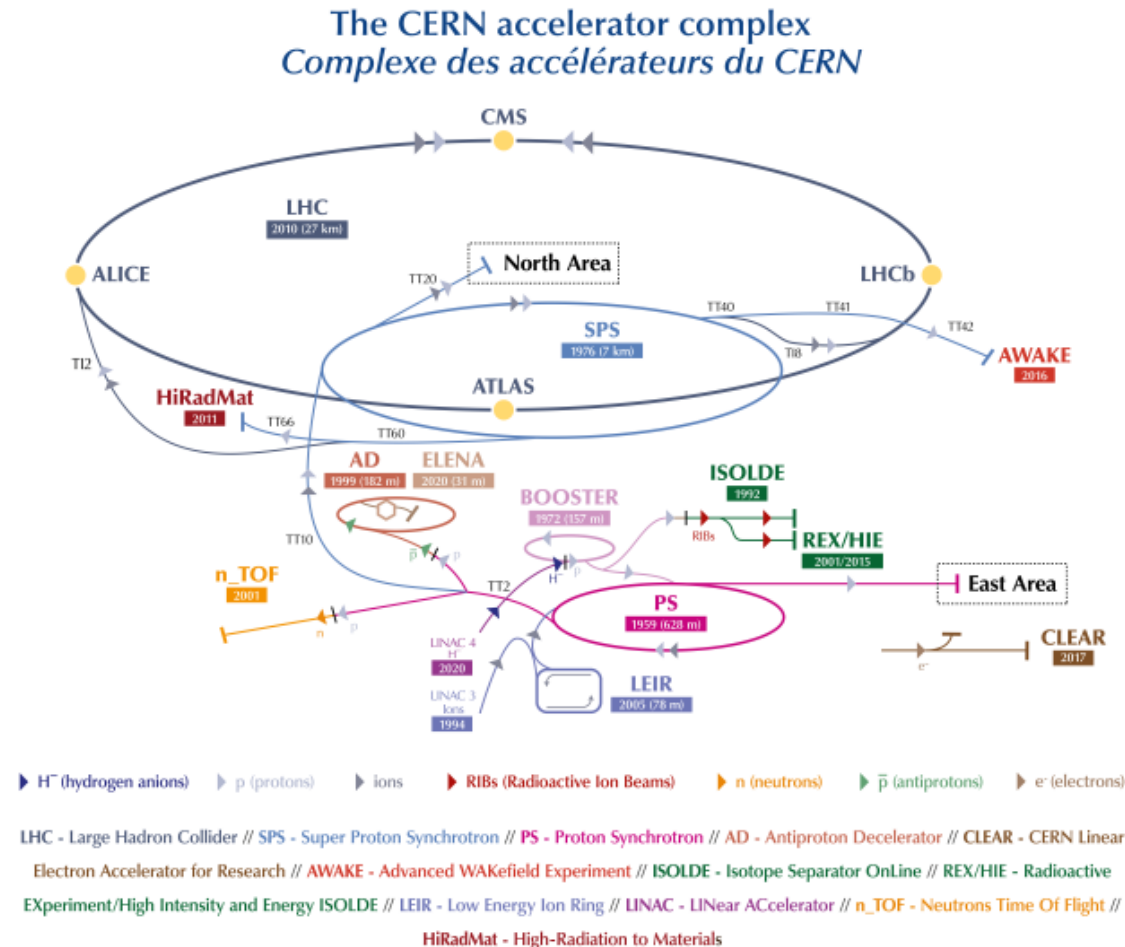 The CERN accelerator complex
Complexe des accélérateurs du CERN
CMS
LHC
2010 (27 km)
ALICE
TT20
North Area
LHCb
SPS
1976 (7 km)
TT40
TT41
TT42
TI8
AWAKE
2016
TI2
ATLAS
HiRadMat
2011
TT66
TT60
AD
1999 (182 m)
ELENA
2020 (31 m)
ISOLDE
1992
BOOSTER
1972 (157 m)
RIBs
REX/HIE
2001/2015
TT10
p̅
p
H⁻
p
TT2
n_TOF
2001
n
p
East Area
PS
1959 (628 m)
LINAC 4
H⁻
2020
CLEAR
2017
e⁻
LINAC 3
Ions
1994
LEIR
2005 (78 m)
H⁻ (hydrogen anions) p (protons) ions RIBs (Radioactive Ion Beams) n (neutrons) p̅ (antiprotons) e⁻ (electrons)
LHC - Large Hadron Collider // SPS - Super Proton Synchrotron // PS - Proton Synchrotron // AD - Antiproton Decelerator // CLEAR - CERN Linear
Electron Accelerator for Research // AWAKE - Advanced WAKefield Experiment // ISOLDE - Isotope Separator OnLine // REX/HIE - Radioactive
EXperiment/High Intensity and Energy ISOLDE // LEIR - Low Energy Ion Ring // LINAC - LINear ACcelerator // n_TOF - Neutrons Time Of Flight //
HiRadMat - High-Radiation to Materials